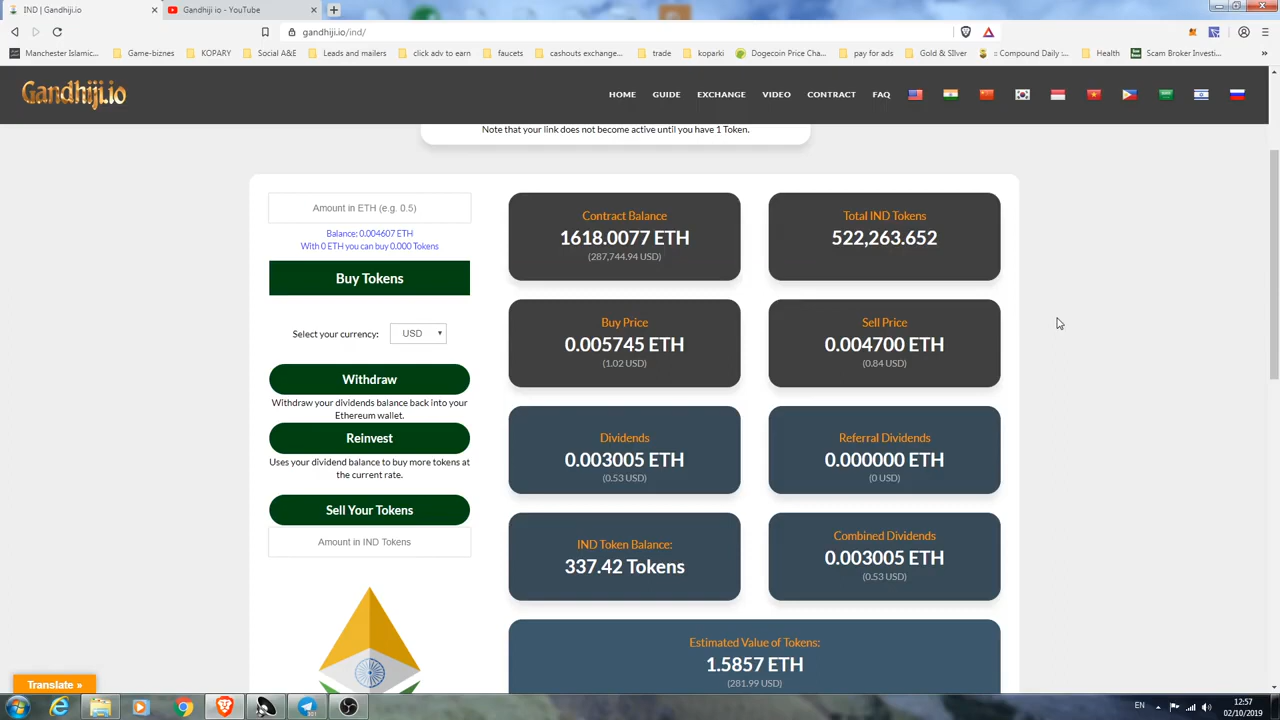 IND | Gandhiji.io
Gandhiji io - YouTube
gandhiji.io/ind/
Manchester Islamic...
Game-biznes
KOPARY
Social A&E
Leads and mailers
click adv to earn
faucets
cashouts exchange...
trade
koparki
Dogecoin Price Cha...
pay for ads
Gold & SIlver
:: Compound Daily :...
Health
Scam Broker Investi...
Gandhiji.io
HOME
GUIDE
EXCHANGE
VIDEO
CONTRACT
FAQ
Note that your link does not become active until you have 1 Token.
Amount in ETH (e.g. 0.5)
Balance: 0.004607 ETH
With 0 ETH you can buy 0.000 Tokens
Buy Tokens
Select your currency:
USD
Withdraw
Withdraw your dividends balance back into your
Ethereum wallet.
Reinvest
Uses your dividend balance to buy more tokens at
the current rate.
Sell Your Tokens
Amount in IND Tokens
Contract Balance
1618.0077 ETH
(287,744.94 USD)
Total IND Tokens
522,263.652
Buy Price
0.005745 ETH
(1.02 USD)
Sell Price
0.004700 ETH
(0.84 USD)
Dividends
0.003005 ETH
(0.53 USD)
Referral Dividends
0.000000 ETH
(0 USD)
IND Token Balance:
337.42 Tokens
Combined Dividends
0.003005 ETH
(0.53 USD)
Estimated Value of Tokens:
1.5857 ETH
(281.99 USD)
Translate »
EN
12:57
02/10/2019